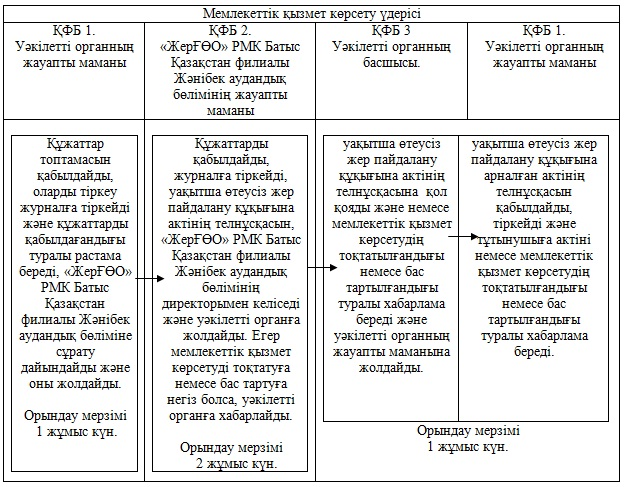 Мемлекеттік қызмет көрсету үдерісі
ҚФБ 1.
Уәкілетті органның
жауапты маманы
ҚФБ 2.
«ЖерҒӨО» РМК Батыс
Қазақстан филиалы
Жәнібек аудандық
бөлімінің жауапты
маманы
ҚФБ 3
Уәкілетті органның
басшысы.
ҚФБ 1.
Уәкілетті органның
жауапты маманы
Құжаттар
топтамасын
қабылдайды,
оларды тіркеу
журналға тіркейді
және құжаттарды
қабылдағандығы
туралы растама
береді, «ЖерҒӨО»
РМК Батыс
Қазақстан
филиалы Жәнібек
аудандық бөліміне
сұрату
дайындайды және
оны жолдайды.
Орындау мерзімі
1 жұмыс күн.
Құжаттарды
қабылдайды,
журналға тіркейді,
уақытша өтеусіз жер
пайдалану құқығына
актінің телнұсқасын,
«ЖерҒӨО» РМК Батыс
Қазақстан филиалы
Жәнібек аудандық
бөлімінің
директорымен келіседі
және уәкілетті органға
жолдайды. Егер
мемлекеттік қызмет
көрсетуді тоқтатуға
немесе бас тартуға
негіз болса, уәкілетті
органға хабарлайды.
Орындау мерзімі
2 жұмыс күн.
уақытша өтеусіз
жер пайдалану
құқығына актінің
телнұсқасына қол
қояды және немесе
мемлекеттік қызмет
көрсетудің
тоқтатылғандығы
немесе бас
тартылғандығы
туралы хабарлама
береді және
уәкілетті органның
жауапты маманына
жолдайды.
уақытша өтеусіз жер
пайдалану құқығына
арналған актінің
телнұсқасын
қабылдайды,
тіркейді және
тұтынушыға актіні
немесе мемлекеттік
қызмет көрсетудің
тоқтатылғандығы
немесе бас
тартылғандығы
туралы хабарлама
береді.
Орындау мерзімі
1 жұмыс күн.